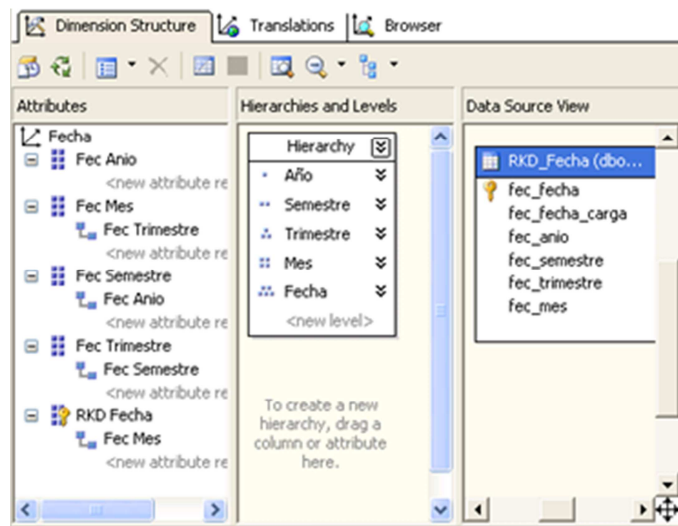 Dimension Structure Translations Browser
Attributes
Fecha
Fec Anio
<new attribute re
Fec Mes
Fec Trimestre
<new attribute re
Fec Semestre
Fec Anio
<new attribute re
Fec Trimestre
Fec Semestre
<new attribute re
RKD Fecha
Fec Mes
<new attribute re
Hierarchies and Levels
Hierarchy
Año
Semestre
Trimestre
Mes
Fecha
<new level>
To create a new
hierarchy, drag a
column or attribute
here.
Data Source View
RKD_Fecha (dbo...
fec_fecha
fec_fecha_carga
fec_anio
fec_semestre
fec_trimestre
fec_mes